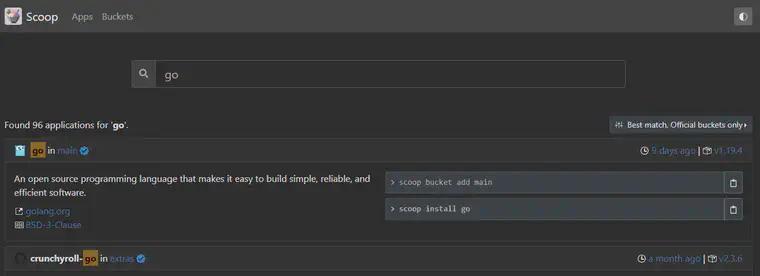 Scoop Apps Buckets
go
Found 96 applications for 'go'.
Best match, Official buckets only
go in main
9 days ago | v1.19.4
An open source programming language that makes it easy to build simple, reliable, and
efficient software.
golang.org
BSD-3-Clause
> scoop bucket add main
> scoop install go
crunchyroll-go in extras
a month ago | v2.3.6